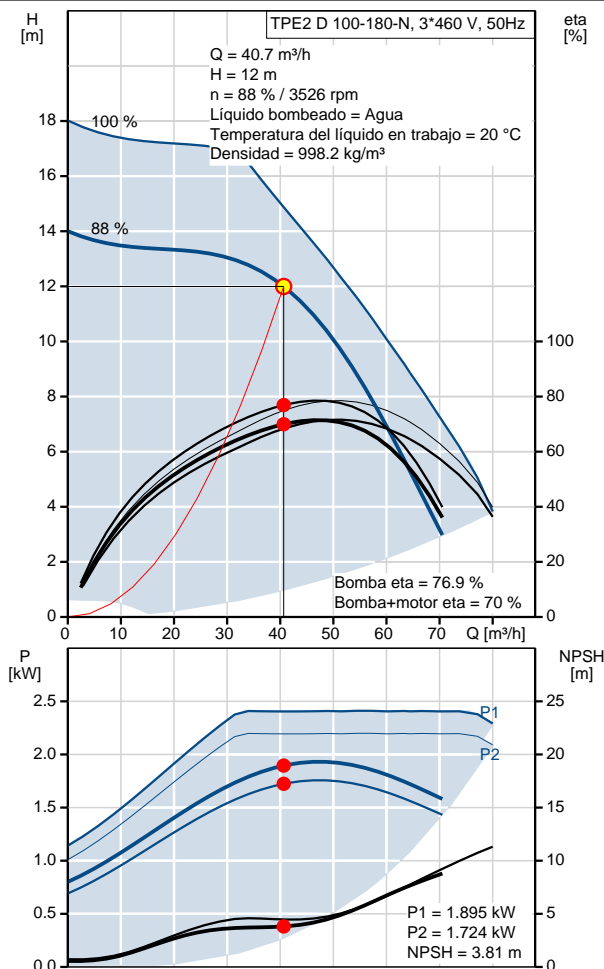 H
[m]
TPE2 D 100-180-N, 3*460 V, 50Hz
eta
[%]
Q = 40.7 m³/h
H = 12 m
n = 88 % / 3526 rpm
Líquido bombeado = Agua
Temperatura del líquido en trabajo = 20 °C
Densidad = 998.2 kg/m³
100 %
88 %
18
16
14
12
10
8
6
4
2
0
100
80
60
40
20
0
Bomba eta = 76.9 %
Bomba+motor eta = 70 %
0 10 20 30 40 50 60 70 Q [m³/h]
P
[kW]
NPSH
[m]
2.5
2.0
1.5
1.0
0.5
0.0
25
20
15
10
5
0
P1
P2
P1 = 1.895 kW
P2 = 1.724 kW
NPSH = 3.81 m